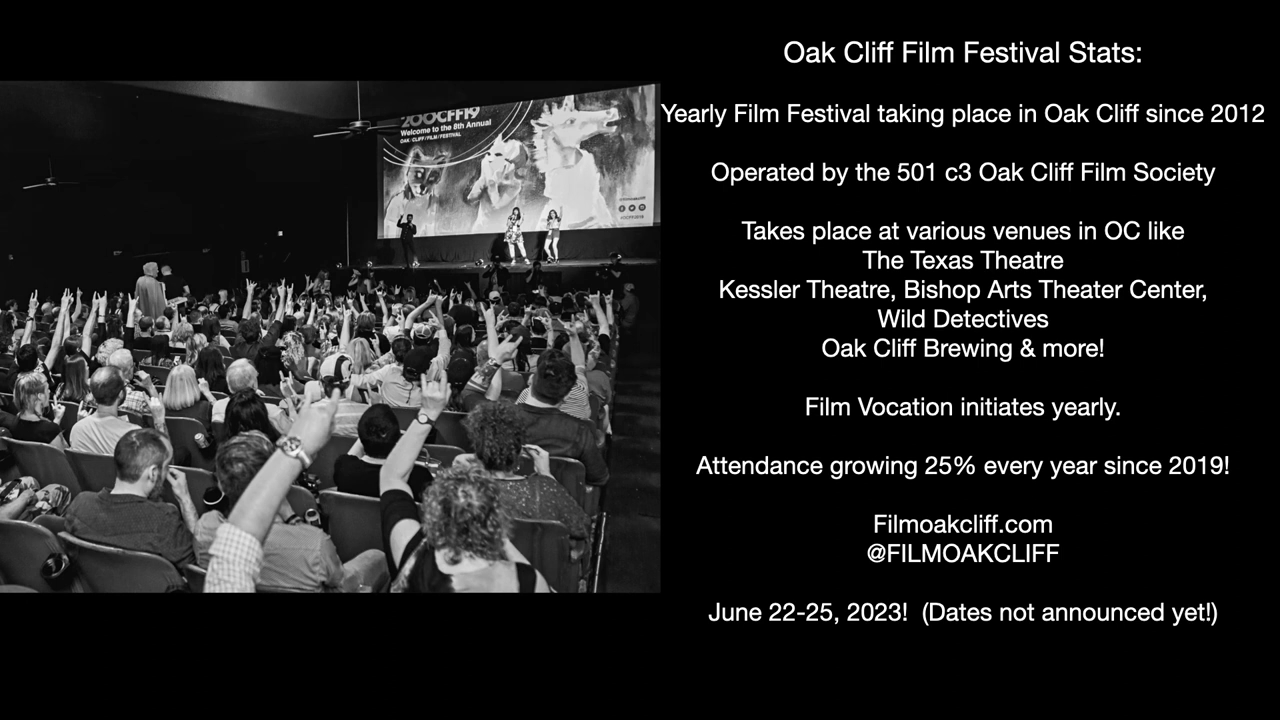 2OOCFF19
Welcome to the 8th Annual
OAK / CLIFF / FILM / FESTIVAL
Oak Cliff Film Festival Stats:
Yearly Film Festival taking place in Oak Cliff since 2012
Operated by the 501 c3 Oak Cliff Film Society
Takes place at various venues in OC like
The Texas Theatre
Kessler Theatre, Bishop Arts Theater Center,
Wild Detectives
Oak Cliff Brewing & more!
Film Vocation initiates yearly.
Attendance growing 25% every year since 2019!
Filmoakcliff.com
@FILMOAKCLIFF
June 22-25, 2023!  (Dates not announced yet!)